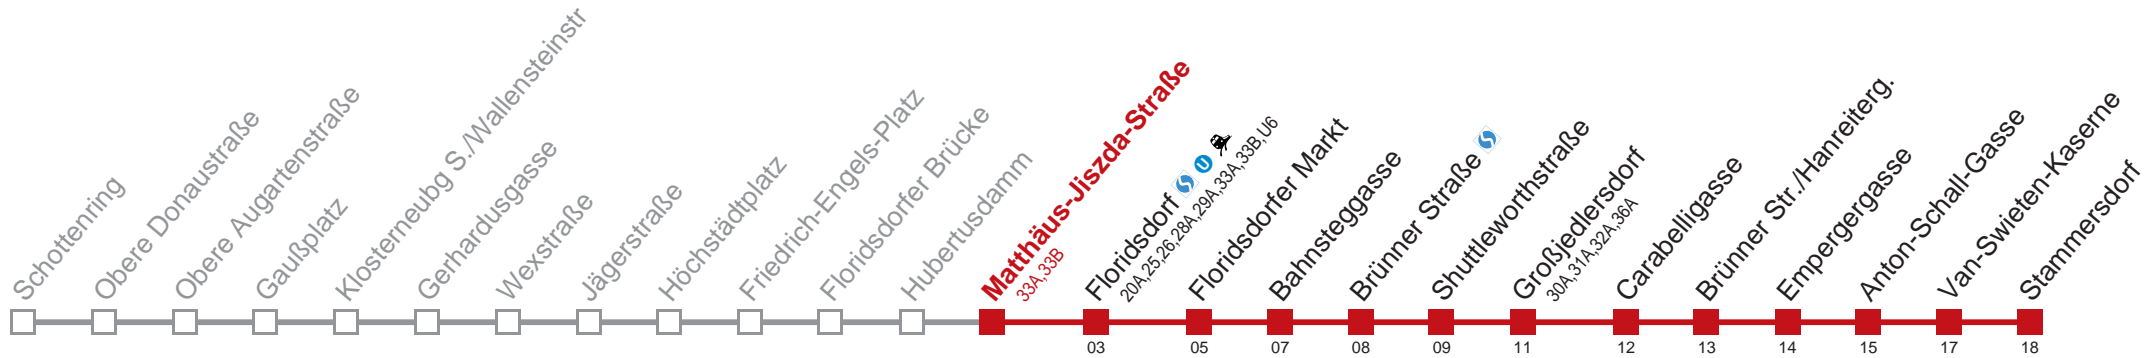 Schottenring
Obere Donaustraße
Obere Augartenstraße
Gaußplatz
Klosterneubg S./Wallensteinstr
Gerhardusgasse
Wexstraße
Jägerstraße
Höchstädtplatz
Friedrich-Engels-Platz
Floridsdorfer Brücke
Hubertusdamm
Matthäus-Jiszda-Straße
33A,33B
Floridsdorf U
20A,25,26,28A,29A,33A,33B,U6
Floridsdorfer Markt
Bahnsteggasse
Brünner Straße
Shuttleworthstraße
Großjedlersdorf
30A,31A,32A,36A
Carabelligasse
Brünner Str./Hanreiterg.
Empergergasse
Anton-Schall-Gasse
Van-Swieten-Kaserne
Stammersdorf
03 05 07 08 09 11 12 13 14 15 17 18